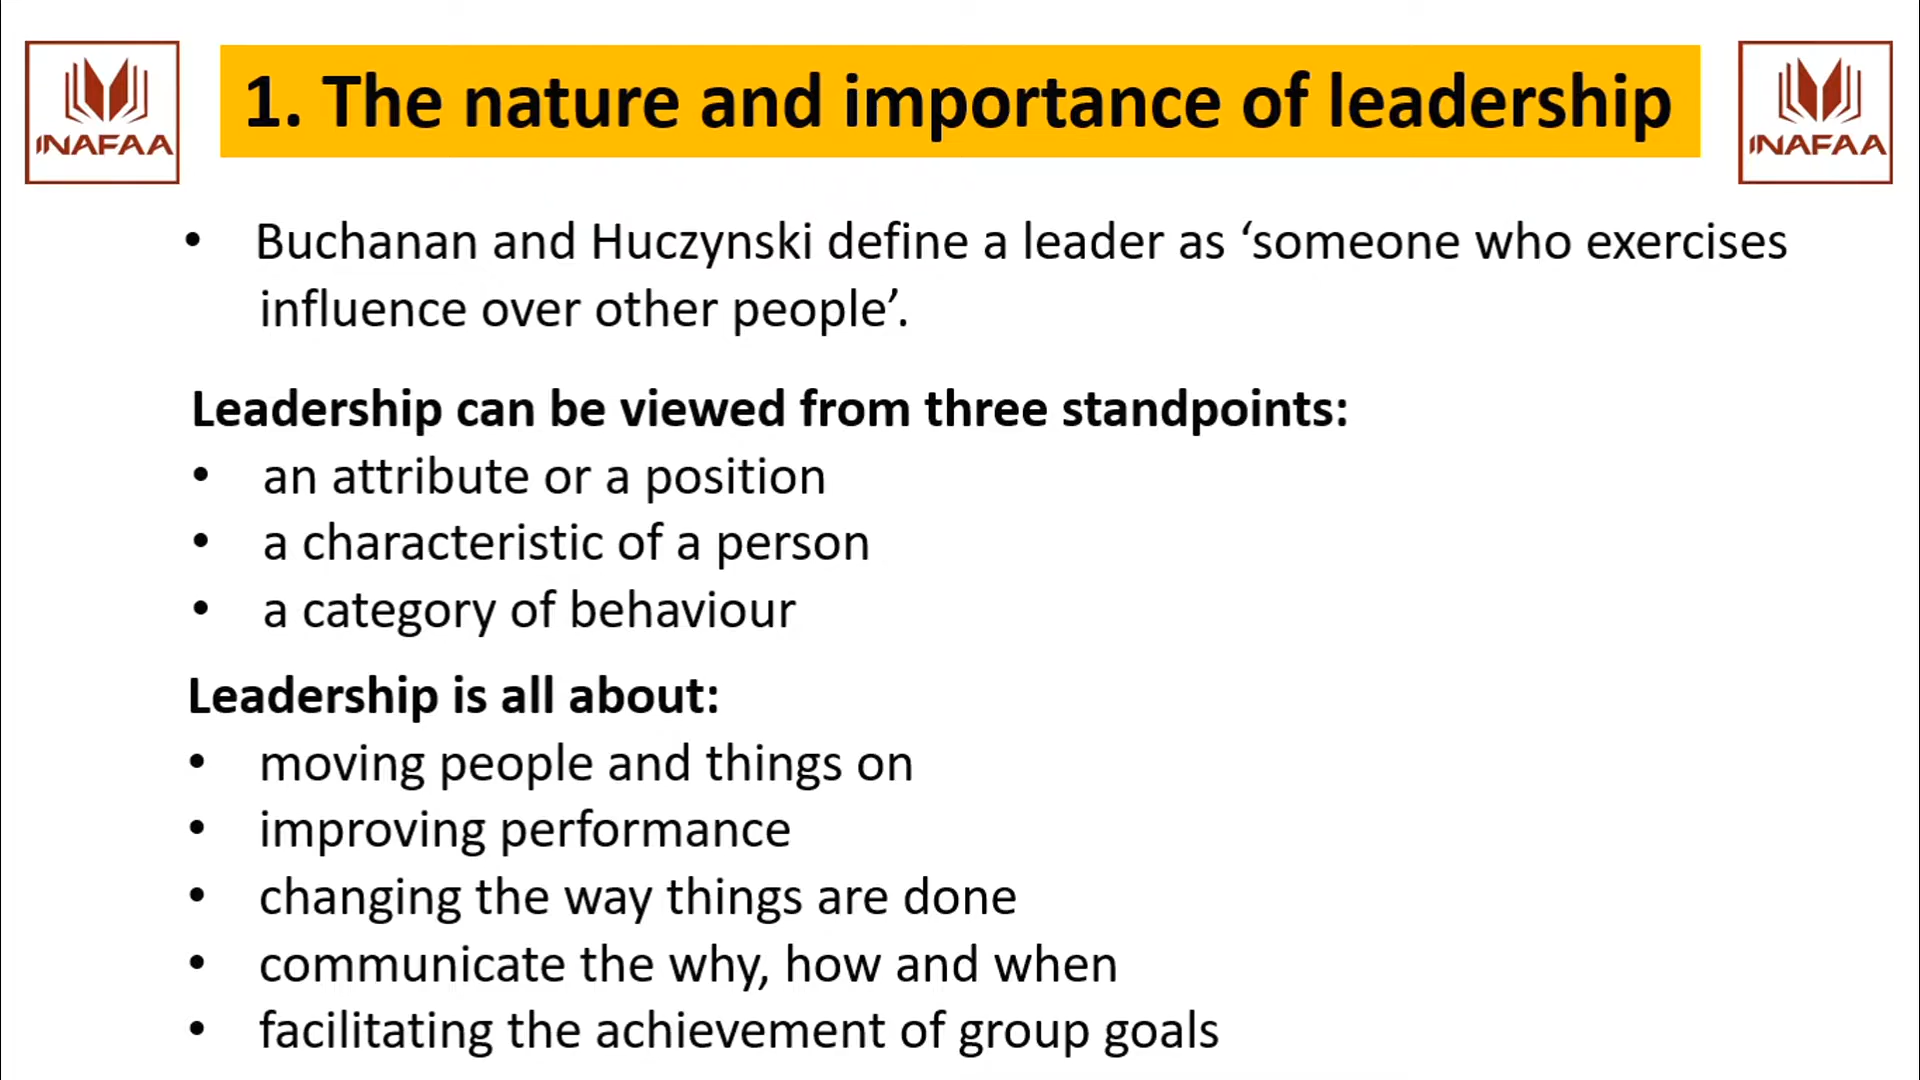 INAFAA
1. The nature and importance of leadership
INAFAA
• Buchanan and Huczynski define a leader as ‘someone who exercises
influence over other people’.
Leadership can be viewed from three standpoints:
• an attribute or a position
• a characteristic of a person
• a category of behaviour
Leadership is all about:
• moving people and things on
• improving performance
• changing the way things are done
• communicate the why, how and when
• facilitating the achievement of group goals